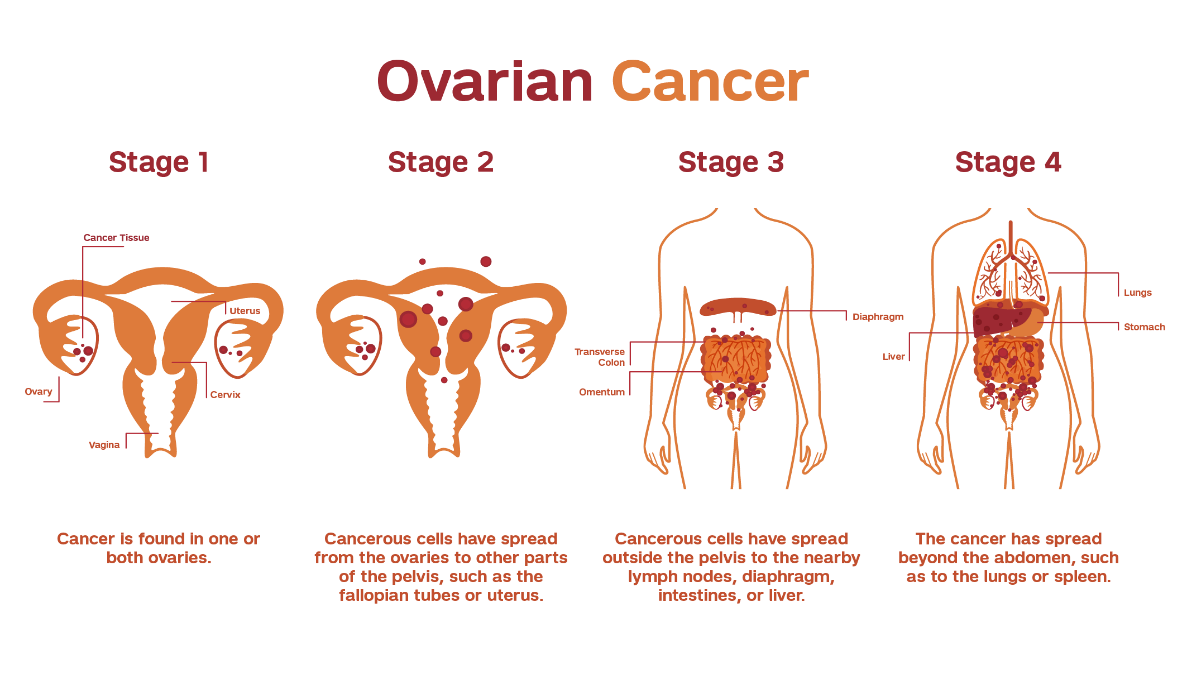 Ovarian Cancer
Stage 1
Cancer Tissue
Uterus
Ovary
Cervix
Vagina
Cancer is found in one or
both ovaries.
Stage 2
Cancerous cells have spread
from the ovaries to other parts
of the pelvis, such as the
fallopian tubes or uterus.
Stage 3
Diaphragm
Transverse
Colon
Omentum
Cancerous cells have spread
outside the pelvis to the nearby
lymph nodes, diaphragm,
intestines, or liver.
Stage 4
Lungs
Stomach
Liver
The cancer has spread
beyond the abdomen, such
as to the lungs or spleen.